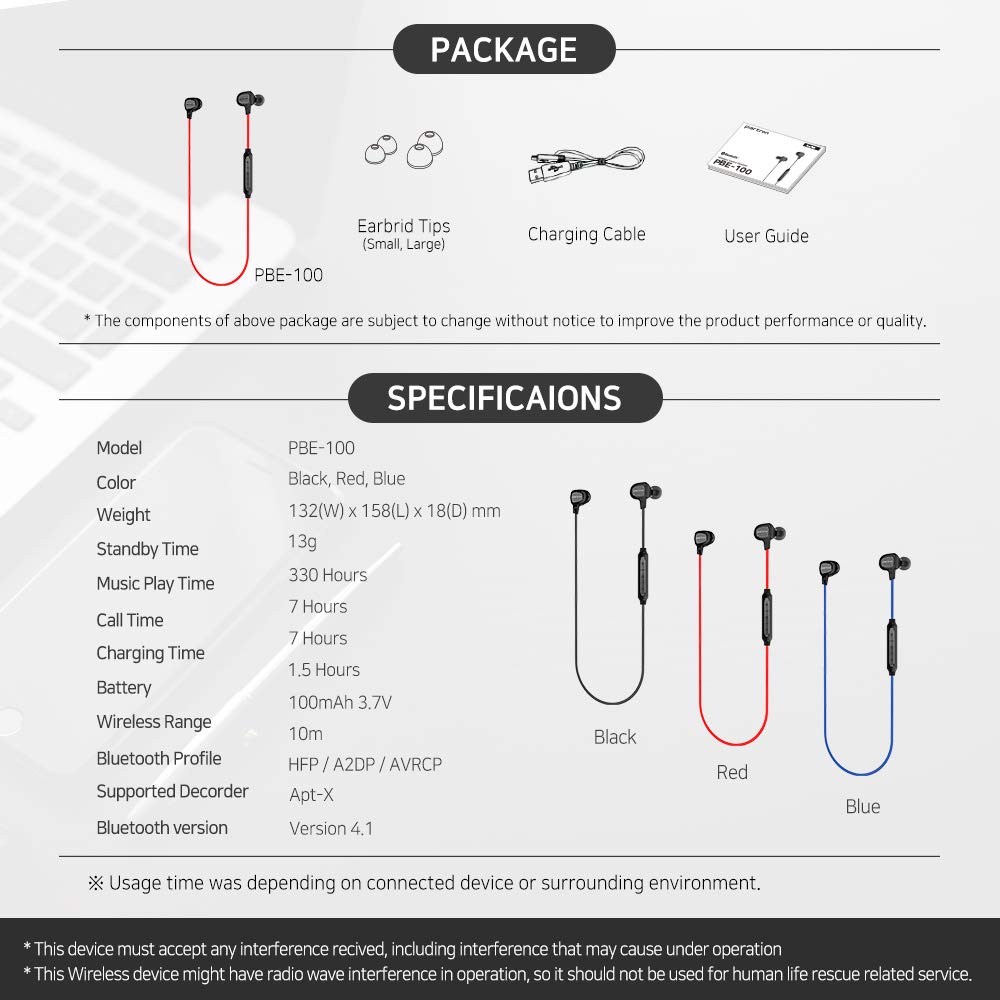 PACKAGE
partron
Bluetooth
PBE-100
Earbrid Tips
(Small, Large)
Charging Cable
User Guide
PBE-100
* The components of above package are subject to change without notice to improve the product performance or quality.
SPECIFICAIONS
Model PBE-100
Color Black, Red, Blue
Weight 132(W) x 158(L) x 18(D) mm
Standby Time 13g
Music Play Time 330 Hours
Call Time 7 Hours
Charging Time 7 Hours
Battery 1.5 Hours
Wireless Range 100mAh 3.7V
Bluetooth Profile 10m
Supported Decorder HFP / A2DP / AVRCP
Bluetooth version Apt-X
Version 4.1
Black
Red
Blue
※ Usage time was depending on connected device or surrounding environment.
* This device must accept any interference recived, including interference that may cause under operation
* This Wireless device might have radio wave interference in operation, so it should not be used for human life rescue related service.